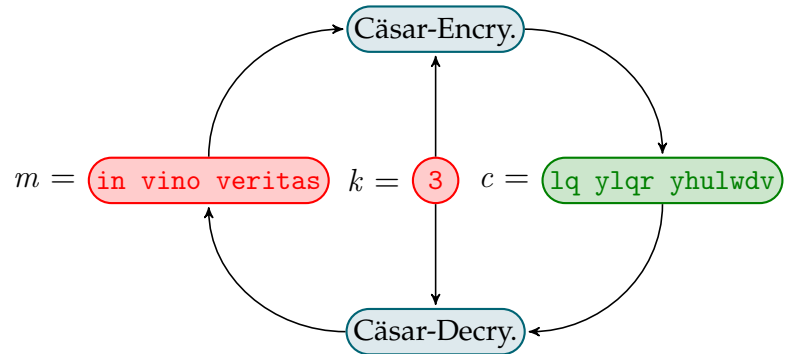 Cäsar-Encry.
m = in vino veritas k = 3 c = lq ylqr yhulwdv
Cäsar-Decry.